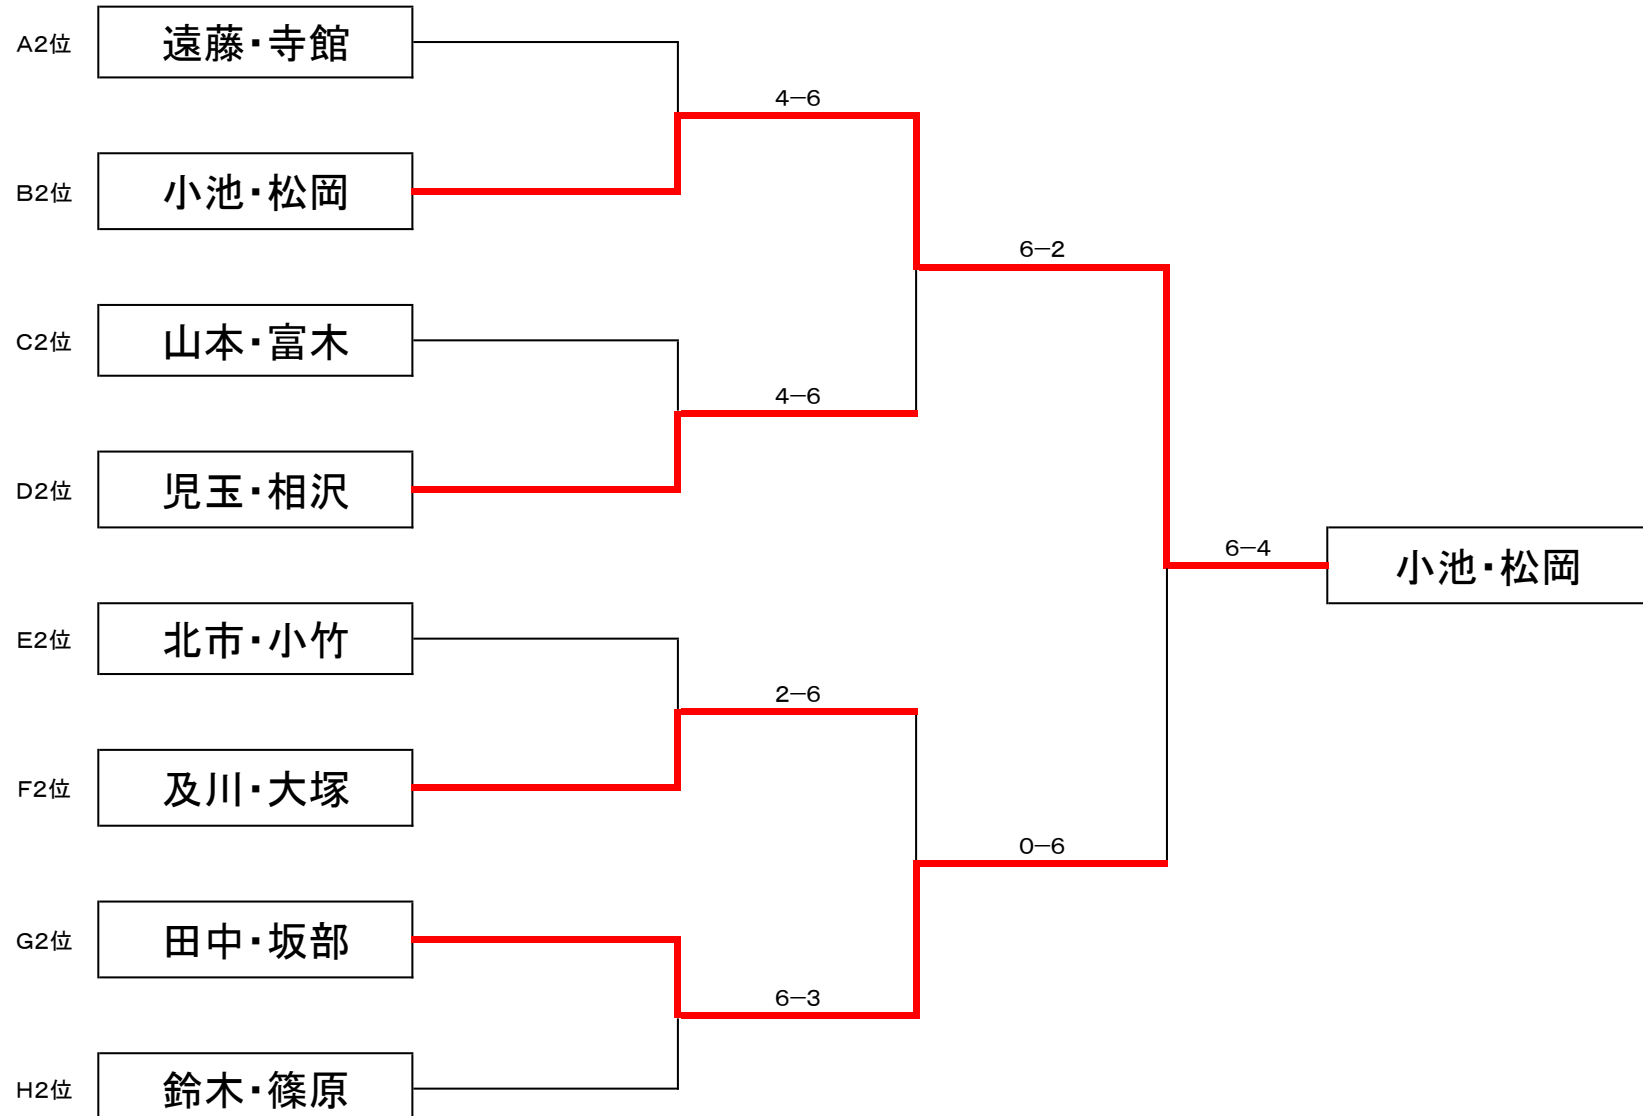 A2位 遠藤・寺館
4－6
B2位 小池・松岡
6－2
C2位 山本・富木
4－6
D2位 児玉・相沢
6－4 小池・松岡
E2位 北市・小竹
2－6
F2位 及川・大塚
0－6
G2位 田中・坂部
6－3
H2位 鈴木・篠原